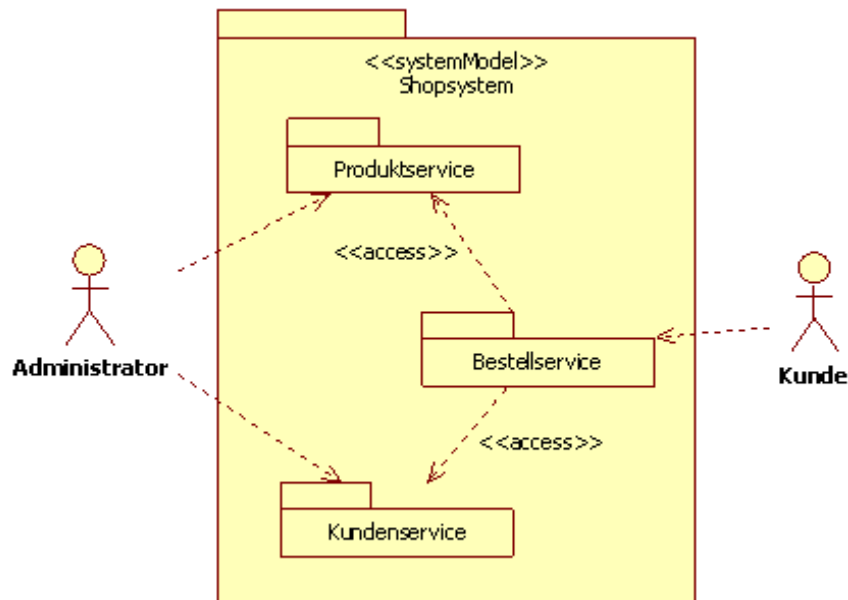 <<systemModel>>
Shopsystem
Produktservice
<<access>>
Administrator
Bestellservice
Kunde
<<access>>
Kundenservice